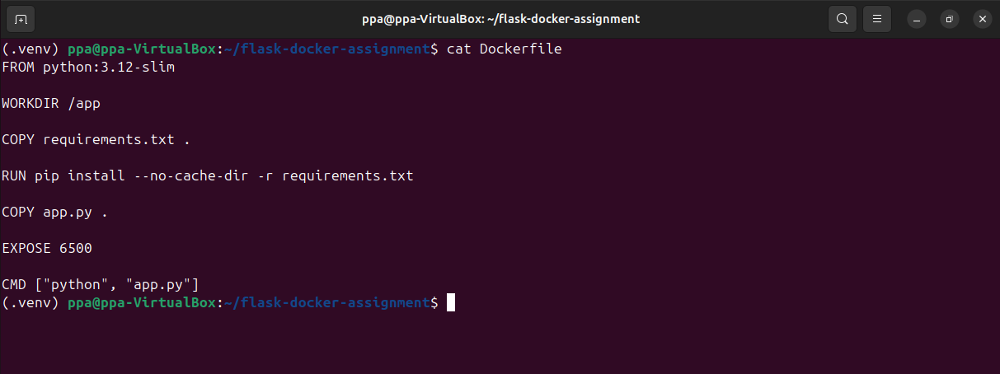 ppa@ppa-VirtualBox: ~/flask-docker-assignment
(.venv) ppa@ppa-VirtualBox:~/flask-docker-assignment$ cat Dockerfile
FROM python:3.12-slim
WORKDIR /app
COPY requirements.txt .
RUN pip install --no-cache-dir -r requirements.txt
COPY app.py .
EXPOSE 6500
CMD ["python", "app.py"]
(.venv) ppa@ppa-VirtualBox:~/flask-docker-assignment$